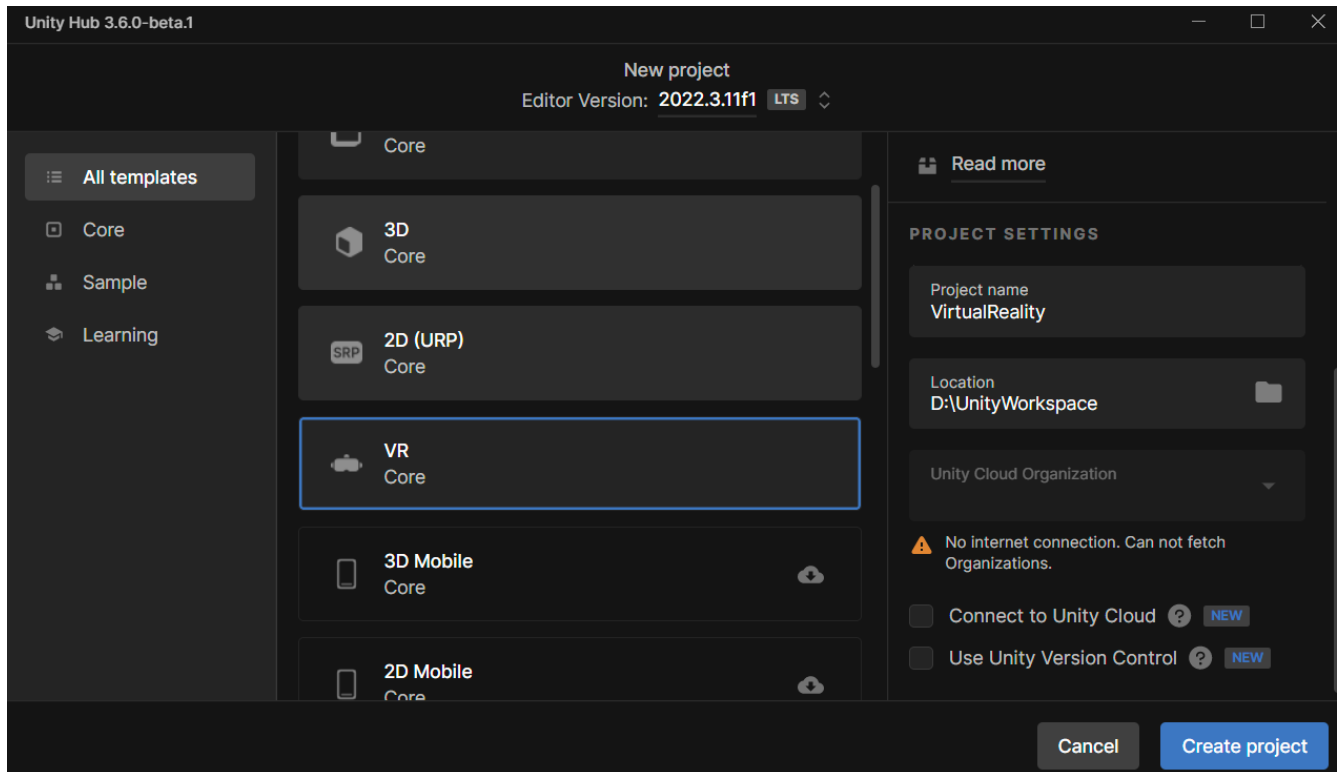 Unity Hub 3.6.0-beta.1
New project
Editor Version: 2022.3.11f1 LTS
All templates
Core
Sample
Learning
Core
3D
Core
SRP
2D (URP)
Core
VR
Core
3D Mobile
Core
2D Mobile
Core
Read more
PROJECT SETTINGS
Project name
VirtualReality
Location
D:\UnityWorkspace
Unity Cloud Organization
No internet connection. Can not fetch
Organizations.
Connect to Unity Cloud ? NEW
Use Unity Version Control ? NEW
Cancel
Create project